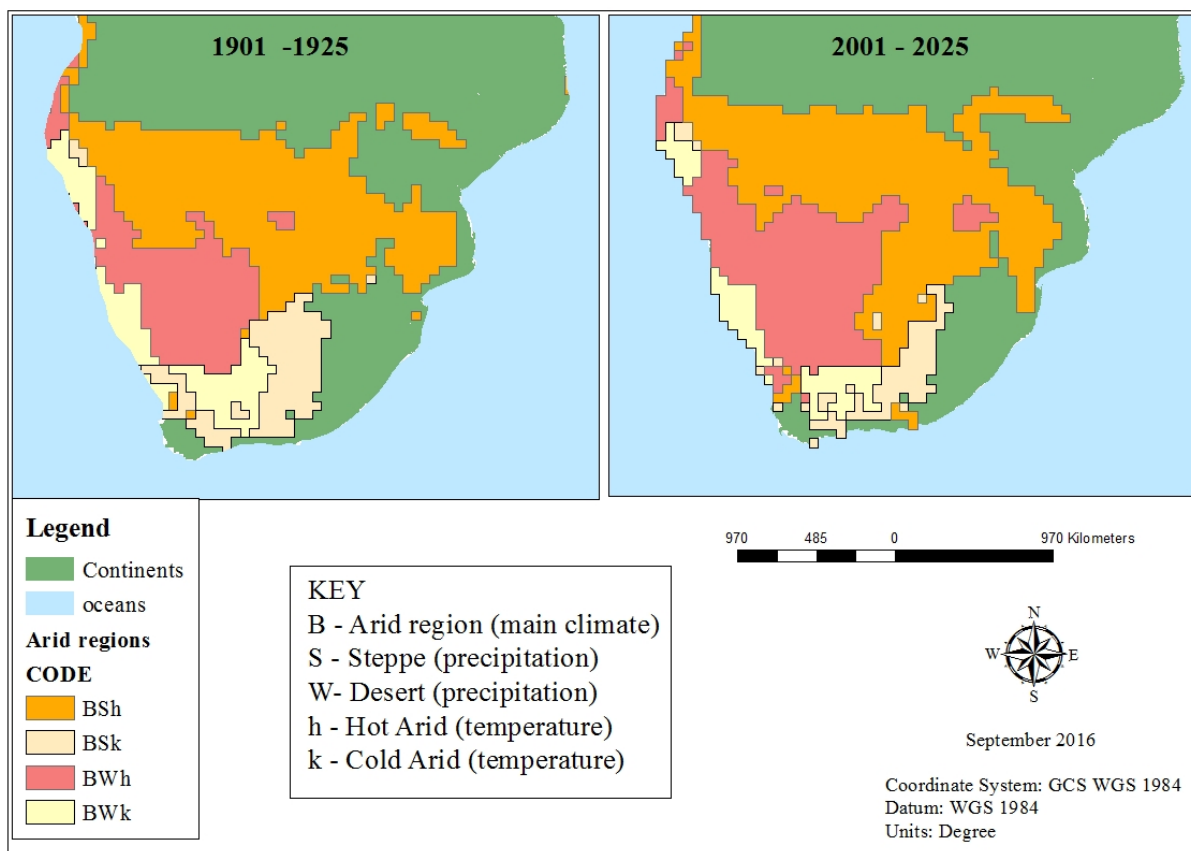 1901 -1925
2001 - 2025
Legend
Continents
oceans
Arid regions
CODE
BSh
BSk
BWh
BWk
KEY
B - Arid region (main climate)
S - Steppe (precipitation)
W- Desert (precipitation)
h - Hot Arid (temperature)
k - Cold Arid (temperature)
970 485 0 970 Kilometers
N
W E
S
September 2016
Coordinate System: GCS WGS 1984
Datum: WGS 1984
Units: Degree